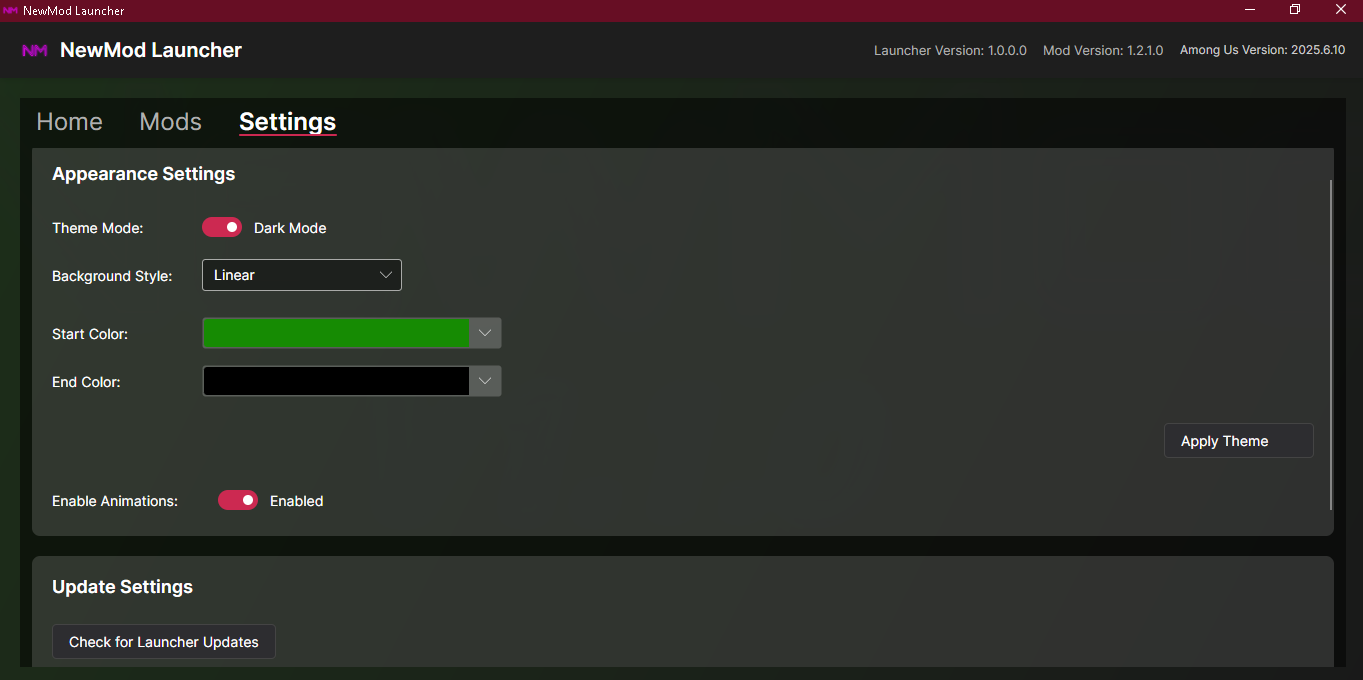 NM NewMod Launcher
NM NewMod Launcher Launcher Version: 1.0.0.0 Mod Version: 1.2.1.0 Among Us Version: 2025.6.10
Home Mods Settings
Appearance Settings
Theme Mode: Dark Mode
Background Style: Linear
Start Color:
End Color:
Apply Theme
Enable Animations: Enabled
Update Settings
Check for Launcher Updates